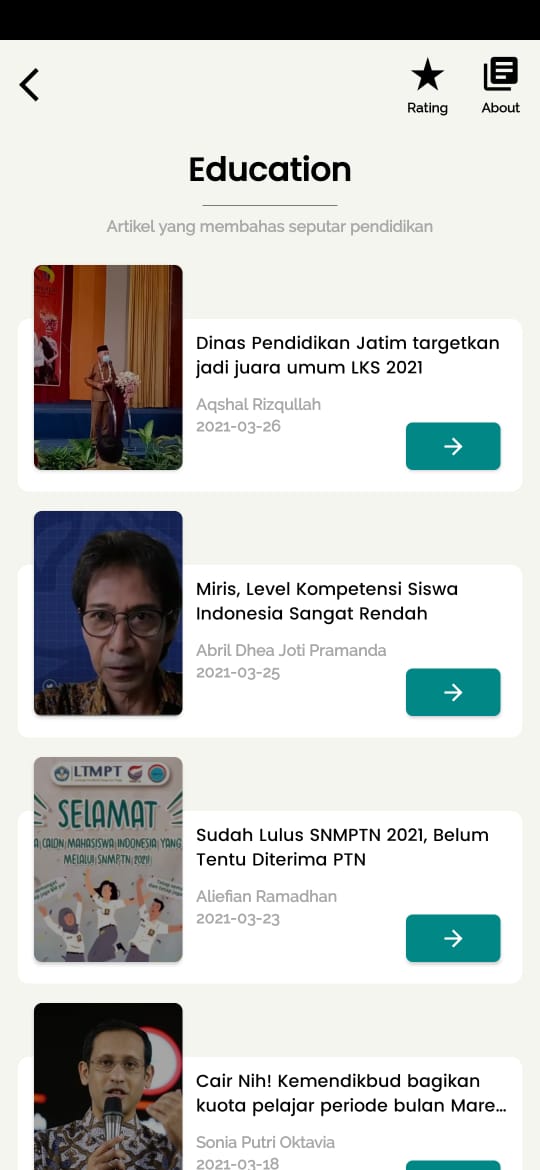 Rating
About
Education
Artikel yang membahas seputar pendidikan
Dinas Pendidikan Jatim targetkan
jadi juara umum LKS 2021
Aqshal Rizqullah
2021-03-26
Miris, Level Kompetensi Siswa
Indonesia Sangat Rendah
Abril Dhea Joti Pramanda
2021-03-25
LTMPT
SELAMAT
A CALON MAHASISWA INDONESIA YANG
MELALUI SNMPTN 2021
Sudah Lulus SNMPTN 2021, Belum
Tentu Diterima PTN
Aliefian Ramadhan
2021-03-23
Cair Nih! Kemendikbud bagikan
kuota pelajar periode bulan Mare...
Sonia Putri Oktavia
2021-03-18